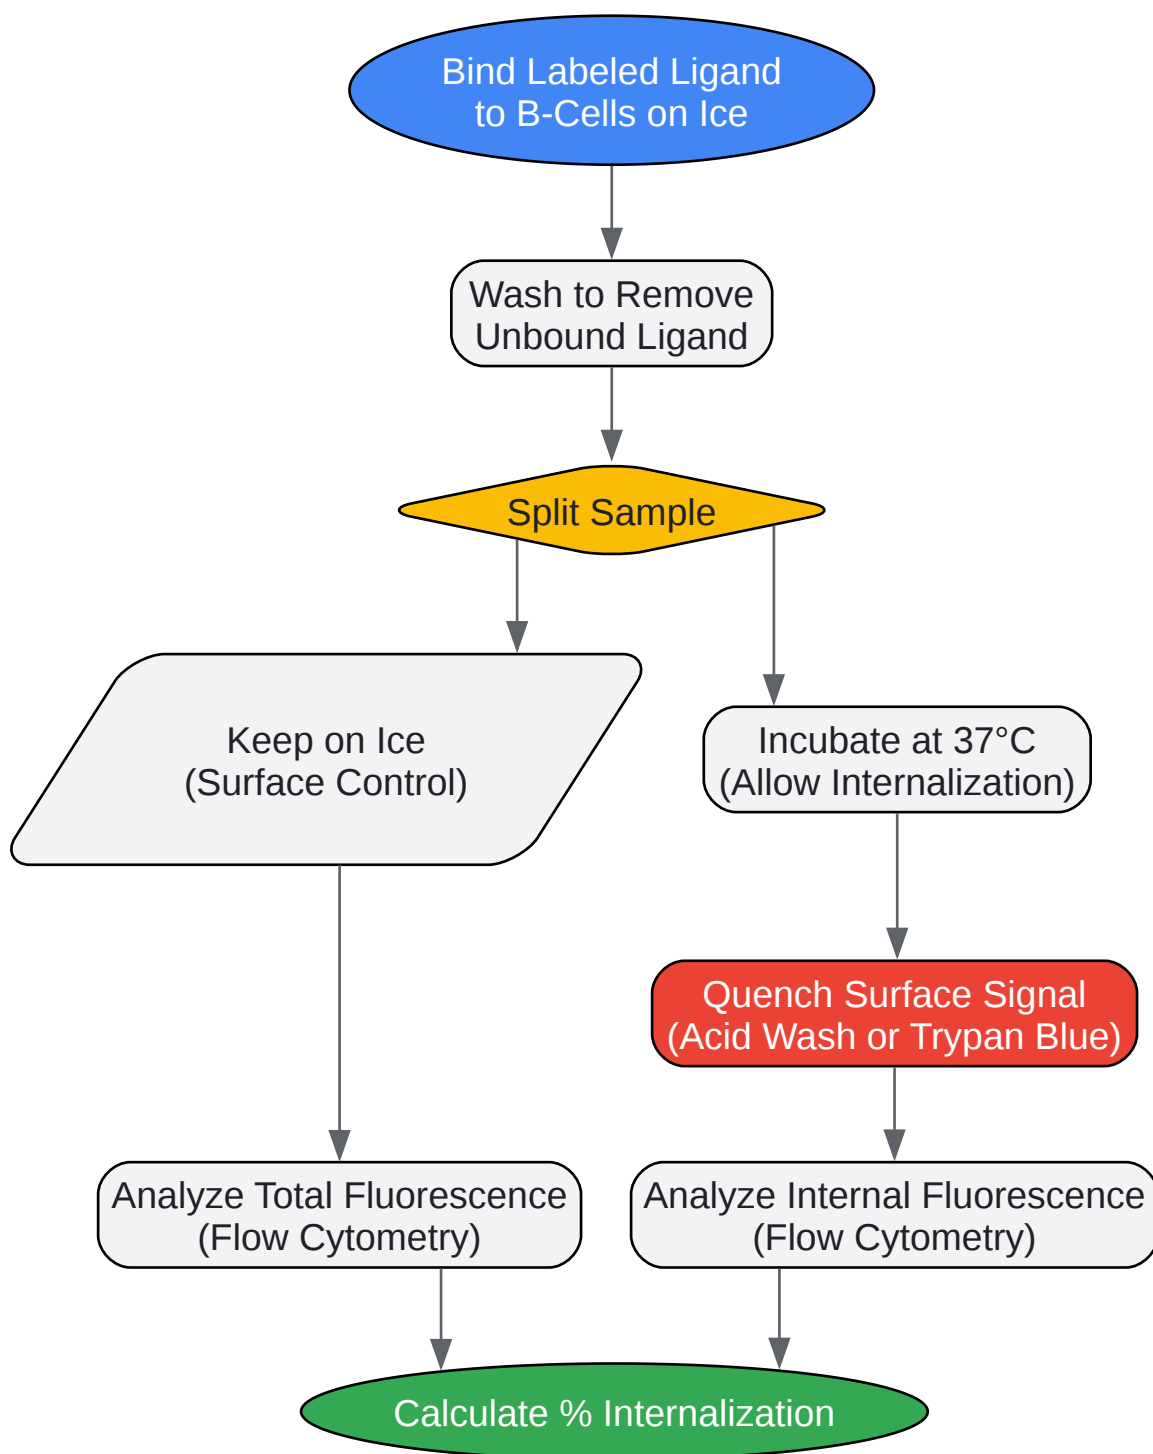 Bind Labeled Ligand
to B-Cells on Ice
Wash to Remove
Unbound Ligand
Split Sample
Keep on Ice
(Surface Control)
Incubate at 37°C
(Allow Internalization)
Quench Surface Signal
(Acid Wash or Trypan Blue)
Analyze Total Fluorescence
(Flow Cytometry)
Analyze Internal Fluorescence
(Flow Cytometry)
Calculate % Internalization